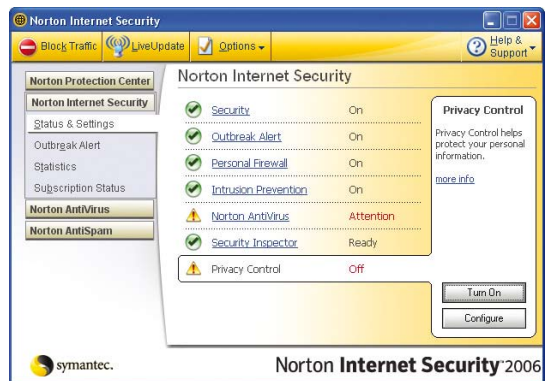 Norton Internet Security
Block Traffic LiveUpdate Options Help & Support
Norton Protection Center
Norton Internet Security
Status & Settings
Outbreak Alert
Statistics
Subscription Status
Norton AntiVirus
Norton AntiSpam
Norton Internet Security
Security On
Outbreak Alert On
Personal Firewall On
Intrusion Prevention On
Norton AntiVirus Attention
Security Inspector Ready
Privacy Control Off
Privacy Control
Privacy Control helps
protect your personal
information.
more info
Turn On
Configure
symantec.
Norton Internet Security 2006